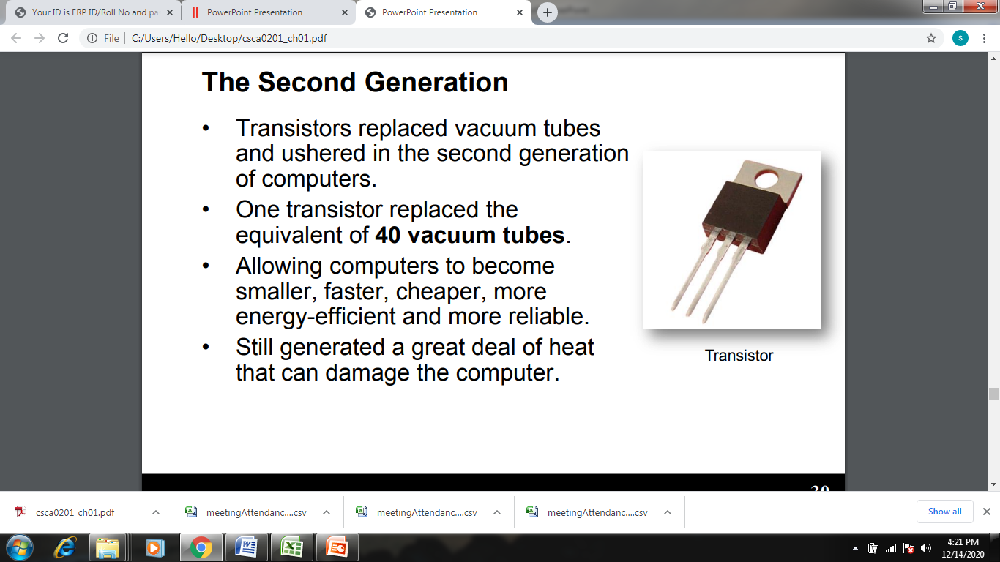 Your ID is ERP ID/Roll No and pa
PowerPoint Presentation
PowerPoint Presentation
File
C:/Users/Hello/Desktop/csca0201_ch01.pdf
s
The Second Generation
• Transistors replaced vacuum tubes
and ushered in the second generation
of computers.
• One transistor replaced the
equivalent of 40 vacuum tubes.
• Allowing computers to become
smaller, faster, cheaper, more
energy-efficient and more reliable.
• Still generated a great deal of heat
that can damage the computer.
Transistor
csca0201_ch01.pdf
meetingAttendanc....csv
meetingAttendanc....csv
meetingAttendanc....csv
Show all
4:21 PM
12/14/2020